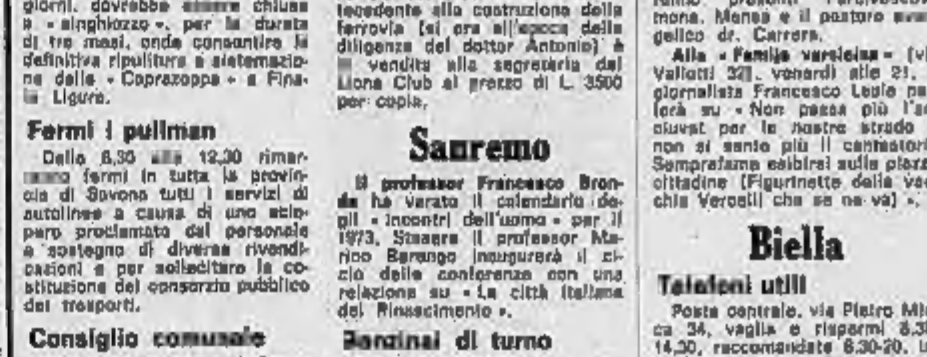 giorni, dovrebbe essere chiusa
a « singhiozzo », per la durata
di tre mesi, onde consentire la
definitiva ripulitura e sistemazio-
ne della « Caprazoppa » a Fina-
le Ligure.
Fermi i pullman
Dalle 8,30 alle 12,30 rimar-
ranno fermi in tutta la provin-
cia di Savona tutti i servizi di
autolinee a causa di uno scio-
pero proclamato dal personale
a sostegno di diverse rivendi-
cazioni e per sollecitare la co-
stituzione del consorzio pubblico
dei trasporti.
Consiglio comunale
tecedente alla costruzione della
ferrovia (si era all'epoca della
diligenza del dottor Antonio) è
in vendita alla segreteria del
Lions Club al prezzo di L. 3500
per copia.
Sanremo
Il professor Francesco Bron-
da ha varato il calendario de-
gli « Incontri dell'uomo » per il
1973. Stasera il professor Ma-
rino Berengo inaugurerà il ci-
clo delle conferenze con una
relazione su « La città italiana
del Rinascimento ».
Benzinai di turno
mons. Mensa e il pastore evan-
gelico dr. Carrera.
Alla « Famija varsleisa » (vi
Vallotti 32), venerdì alle 21,
giornalista Francesco Leale pa
lerà su « Non passa più l'
per le nostre strade
non si sente più il cantastori
Semprafame esibirsi sulle piazz
cittadine (Figurinette della vec
chia Vercelli che se ne va) ».
Biella
Telefoni utili
Posta centrale, via Pietro Mi
ca 34, vaglia e risparmi 8,3
14,30, raccomandate 8,30-20,